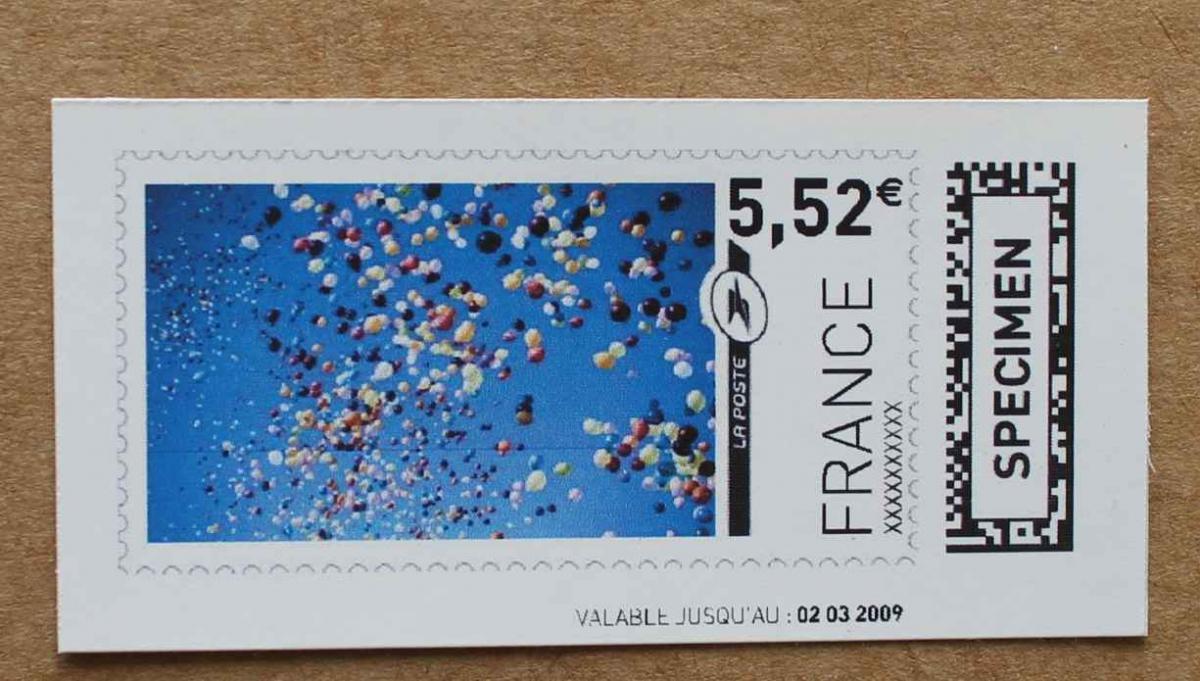 5,52€
LA POSTE
FRANCE
XXXXXXXXXX
SPECIMEN
VALABLE JUSQU'AU : 02 03 2009